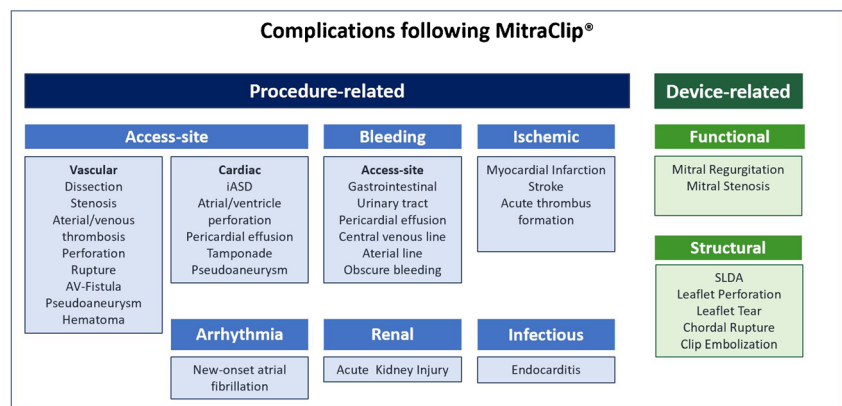 Complications following MitraClip®
Procedure-related
Device-related
Access-site
Vascular
Dissection
Stenosis
Aterial/venous
thrombosis
Perforation
Rupture
AV-Fistula
Pseudoaneurysm
Hematoma
Cardiac
iASD
Atrial/ventricle
perforation
Pericardial effusion
Tamponade
Pseudoaneurysm
Bleeding
Access-site
Gastrointestinal
Urinary tract
Pericardial effusion
Central venous line
Aterial line
Obscure bleeding
Ischemic
Myocardial Infarction
Stroke
Acute thrombus
formation
Functional
Mitral Regurgitation
Mitral Stenosis
Structural
SLDA
Leaflet Perforation
Leaflet Tear
Chordal Rupture
Clip Embolization
Arrhythmia
New-onset atrial
fibrillation
Renal
Acute Kidney Injury
Infectious
Endocarditis